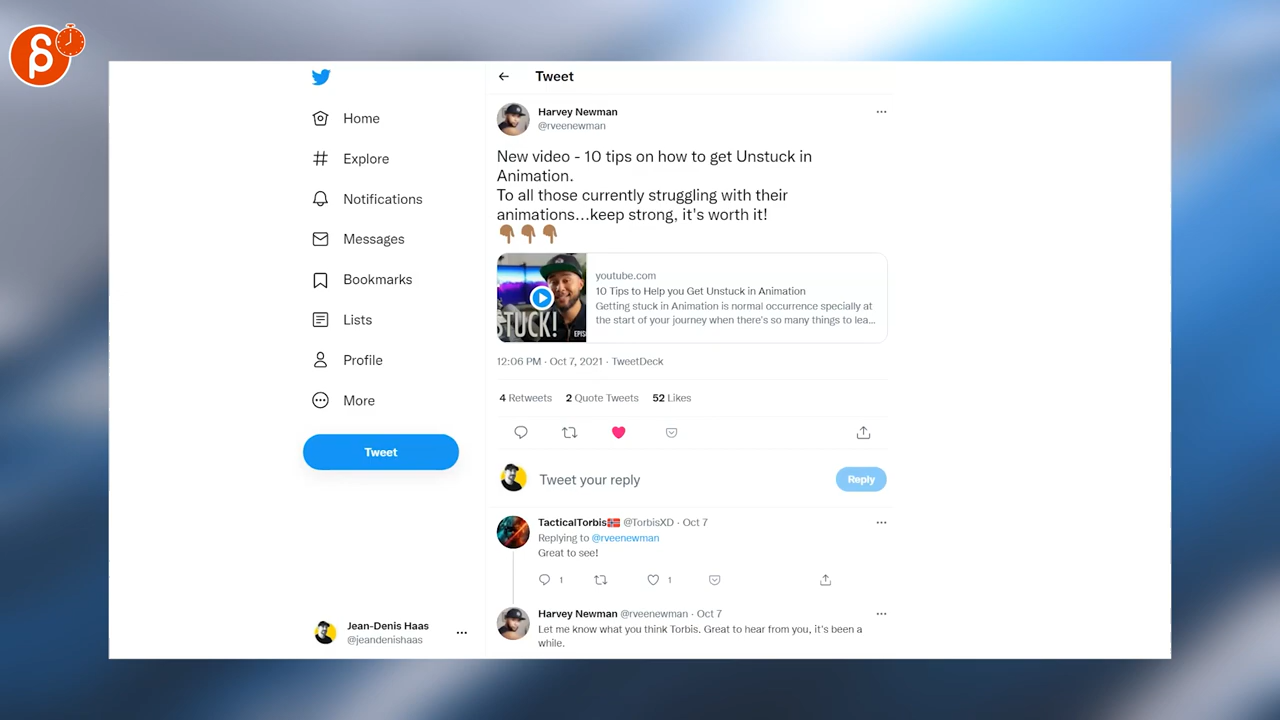 Home
Explore
Notifications
Messages
Bookmarks
Lists
Profile
More
Tweet
Jean-Denis Haas
@jeandenishaas
Tweet
Harvey Newman
@rveenewman
New video - 10 tips on how to get Unstuck in
Animation.
To all those currently struggling with their
animations...keep strong, it's worth it!
STUCK!
EPIS
youtube.com
10 Tips to Help you Get Unstuck in Animation
Getting stuck in Animation is normal occurrence specially at
the start of your journey when there's so many things to lea...
12:06 PM · Oct 7, 2021 · TweetDeck
4 Retweets 2 Quote Tweets 52 Likes
Tweet your reply
Reply
TacticalTorbis🇳🇴 @TorbisXD · Oct 7
Replying to @rveenewman
Great to see!
1 1
Harvey Newman @rveenewman · Oct 7
Let me know what you think Torbis. Great to hear from you, it's been a
while.